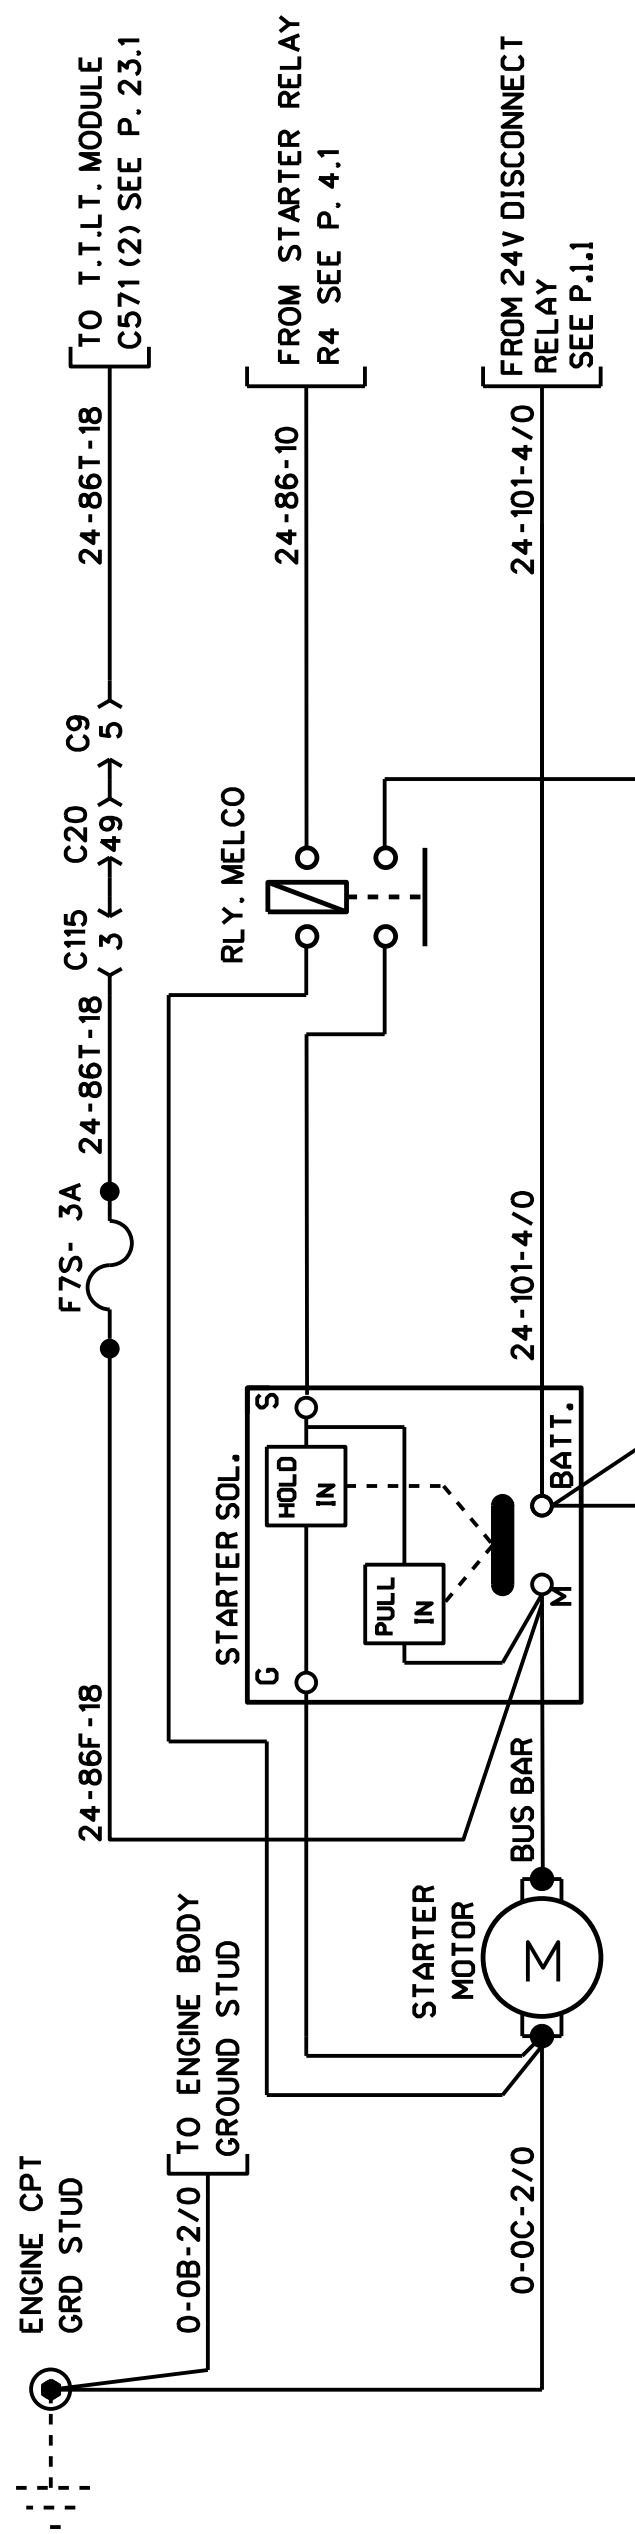 TO T.T.L.T. MODULE
C571 (2) SEE P. 23.1
24-86T-18
C9
5
C20
49
C115
3
24-86T-18
F7S- 3A
24-86F-18
FROM STARTER RELAY
R4 SEE P. 4.1
24-86-10
RLY. MELCO
FROM 24V DISCONNECT
RELAY
SEE P.1.1
24-101-4/0
24-101-4/0
STARTER SOL.
S
HOLD
IN
PULL
IN
G
BATT.
M
BUS BAR
STARTER
MOTOR
M
TO ENGINE BODY
GROUND STUD
0-0B-2/0
0-0C-2/0
ENGINE CPT
GRD STUD